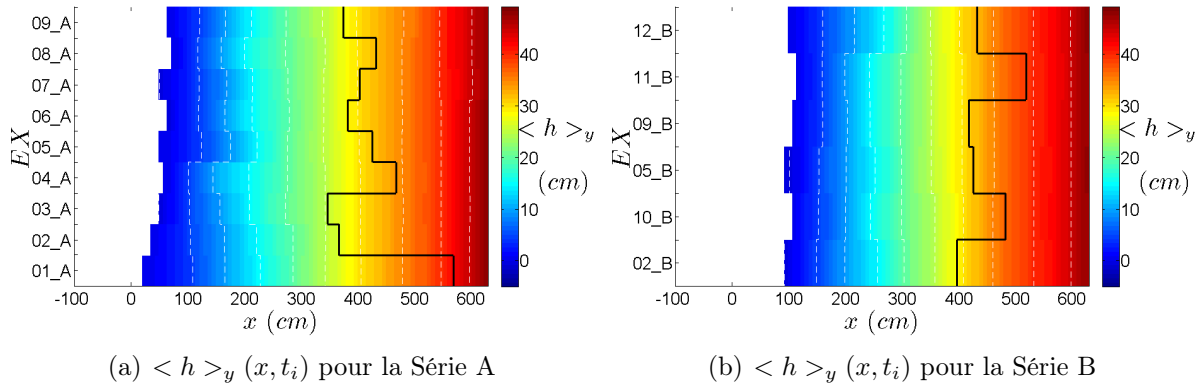 09_A
08_A
07_A
06_A
05_A
04_A
03_A
02_A
01_A
EX
-100 0 100 200 300 400 500 600
x (cm)
40
30
20
10
0
< h >y
(cm)
(a) < h >y (x, ti) pour la Série A
12_B
11_B
09_B
05_B
10_B
02_B
EX
-100 0 100 200 300 400 500 600
x (cm)
40
30
20
10
0
< h >y
(cm)
(b) < h >y (x, ti) pour la Série B